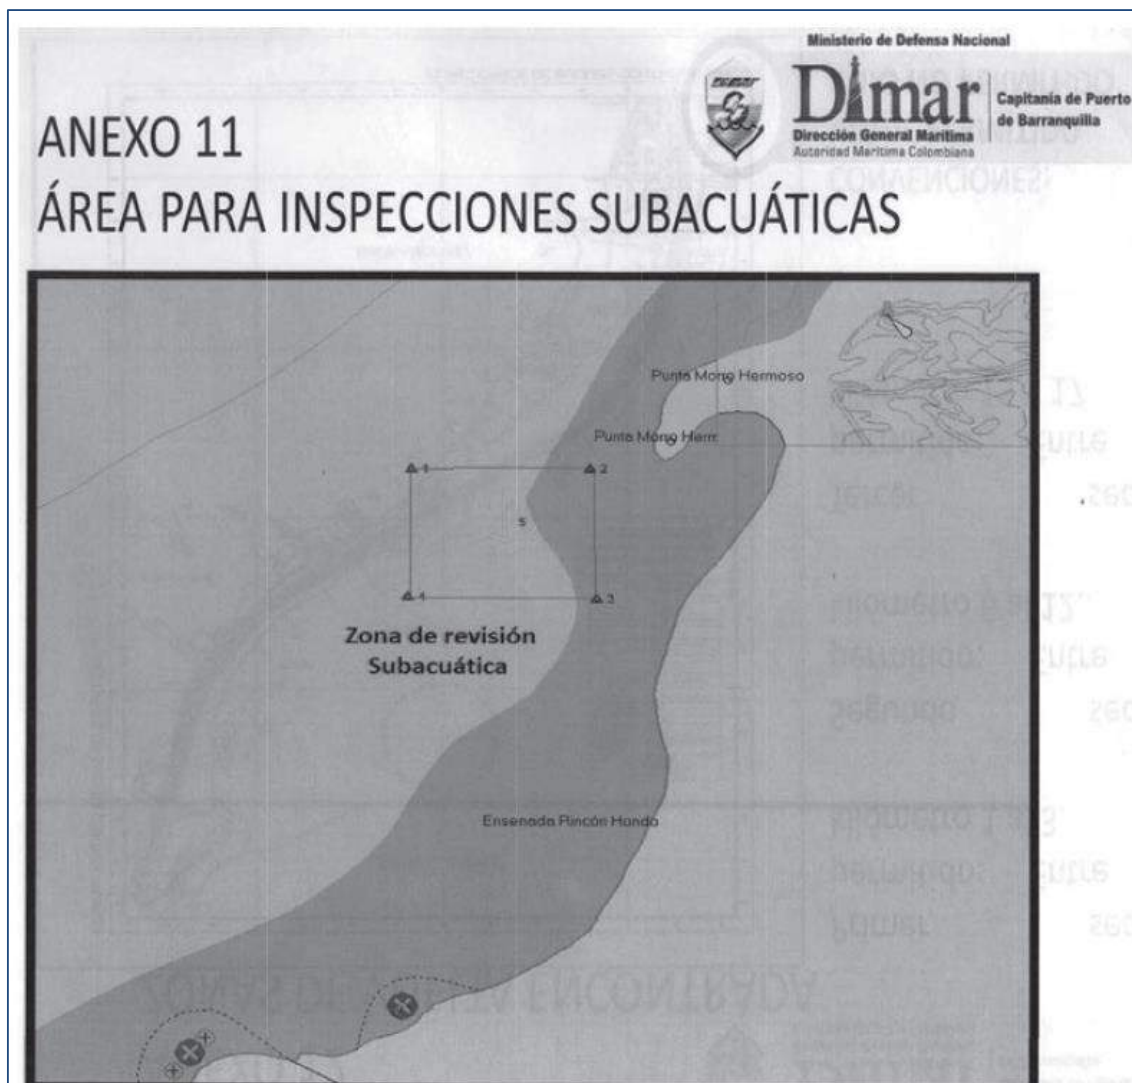 Ministerio de Defensa Nacional
Dimar
Dirección General Marítima
Autoridad Marítima Colombiana
Capitanía de Puerto
de Barranquilla
ANEXO 11
ÁREA PARA INSPECCIONES SUBACUÁTICAS
Punta Morro Hermoso
Punta Morro Herm
1
2
5
4
3
Zona de revisión
Subacuática
Ensenada Rincón Hondo